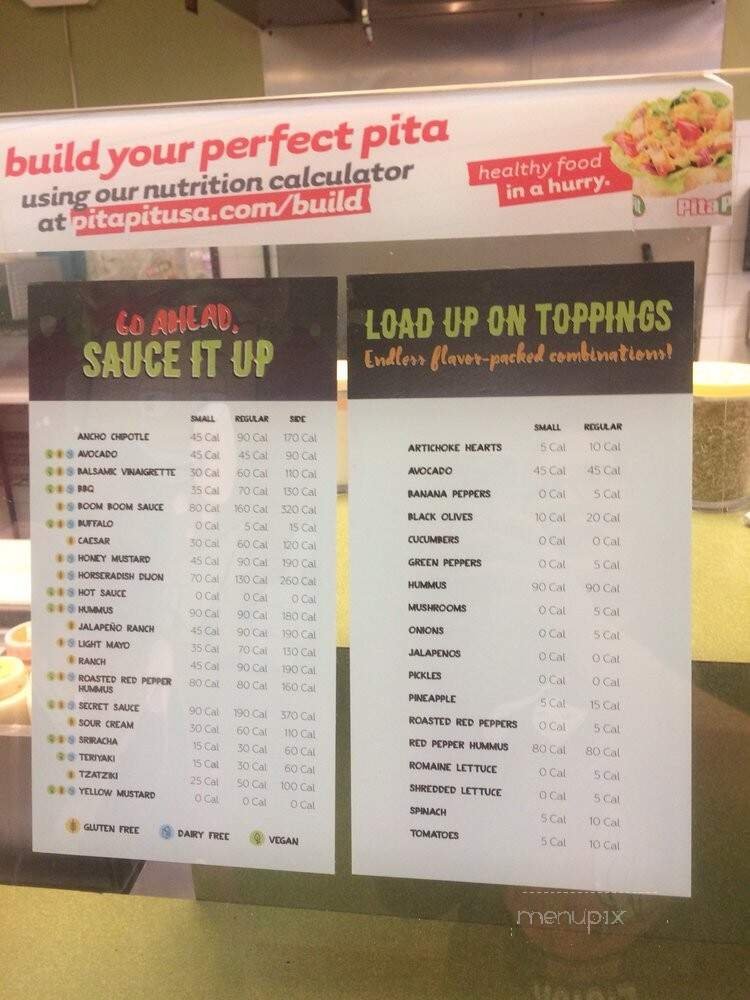 build your perfect pita
using our nutrition calculator
at pitapitusa.com/build
healthy food
in a hurry.
Pita P
GO AHEAD,
SAUCE IT UP
SMALL REGULAR SIDE
ANCHO CHIPOTLE 45 Cal 90 Cal 170 Cal
AVOCADO 45 Cal 45 Cal 90 Cal
BALSAMIC VINAIGRETTE 30 Cal 60 Cal 110 Cal
BBQ 35 Cal 70 Cal 130 Cal
BOOM BOOM SAUCE 80 Cal 160 Cal 320 Cal
BUFFALO 0 Cal 5 Cal 15 Cal
CAESAR 30 Cal 60 Cal 120 Cal
HONEY MUSTARD 45 Cal 90 Cal 190 Cal
HORSERADISH DIJON 70 Cal 130 Cal 260 Cal
HOT SAUCE 0 Cal 0 Cal 0 Cal
HUMMUS 90 Cal 90 Cal 180 Cal
JALAPEÑO RANCH 45 Cal 90 Cal 190 Cal
LIGHT MAYO 35 Cal 70 Cal 130 Cal
RANCH 45 Cal 90 Cal 190 Cal
ROASTED RED PEPPER 80 Cal 80 Cal 160 Cal
HUMMUS
SECRET SAUCE 90 Cal 190 Cal 370 Cal
SOUR CREAM 30 Cal 60 Cal 110 Cal
SRIRACHA 15 Cal 30 Cal 60 Cal
TERIYAKI 15 Cal 30 Cal 60 Cal
TZATZIKI 25 Cal 50 Cal 100 Cal
YELLOW MUSTARD 0 Cal 0 Cal 0 Cal
GLUTEN FREE DAIRY FREE VEGAN
LOAD UP ON TOPPINGS
Endless flavor-packed combinations!
SMALL REGULAR
ARTICHOKE HEARTS 5 Cal 10 Cal
AVOCADO 45 Cal 45 Cal
BANANA PEPPERS 0 Cal 5 Cal
BLACK OLIVES 10 Cal 20 Cal
CUCUMBERS 0 Cal 0 Cal
GREEN PEPPERS 0 Cal 5 Cal
HUMMUS 90 Cal 90 Cal
MUSHROOMS 0 Cal 5 Cal
ONIONS 0 Cal 5 Cal
JALAPENOS 0 Cal 0 Cal
PICKLES 0 Cal 0 Cal
PINEAPPLE 5 Cal 15 Cal
ROASTED RED PEPPERS 0 Cal 5 Cal
RED PEPPER HUMMUS 80 Cal 80 Cal
ROMAINE LETTUCE 0 Cal 5 Cal
SHREDDED LETTUCE 0 Cal 5 Cal
SPINACH 5 Cal 10 Cal
TOMATOES 5 Cal 10 Cal
menupix